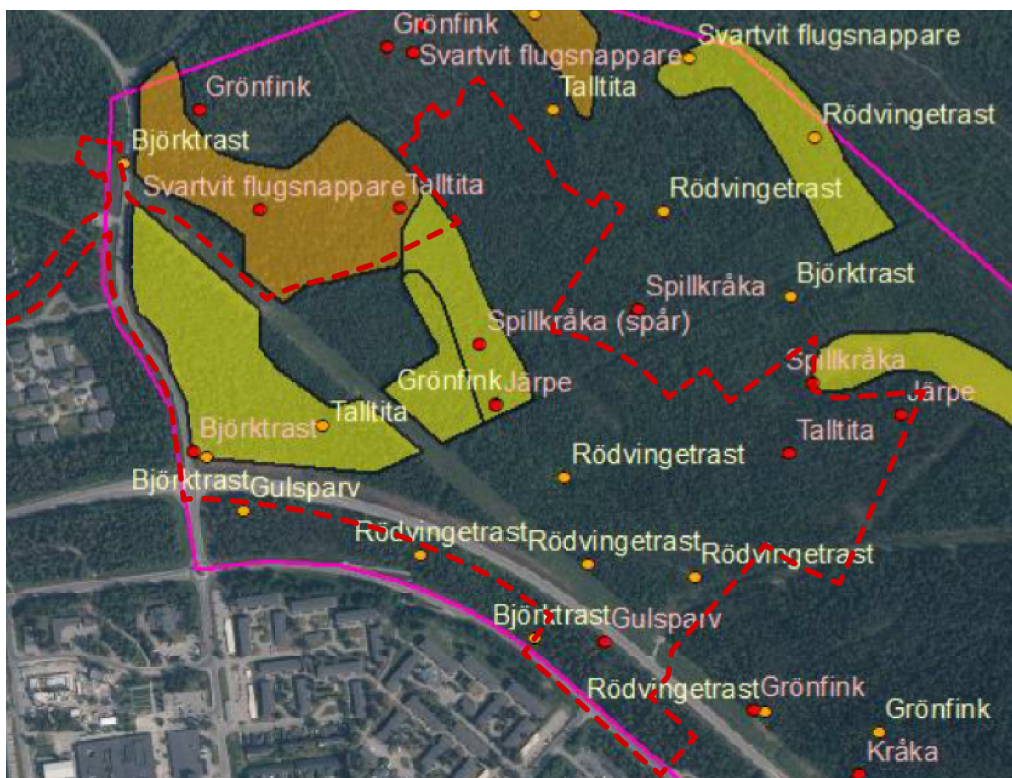 Grönfink
Svartvit flugsnappare
Svartvit flugsnappare
Grönfink
Talltita
Rödvingetrast
Björktrast
Svartvit flugsnappare
Talltita
Rödvingetrast
Björktrast
Spillkråka
Spillkråka (spår)
Spillkråka
Grönfink
Järpe
Järpe
Talltita
Björktrast
Talltita
Rödvingetrast
Björktrast
Gulsparv
Rödvingetrast
Rödvingetrast
Rödvingetrast
Björktrast
Gulsparv
Rödvingetrast
Grönfink
Grönfink
Kråka